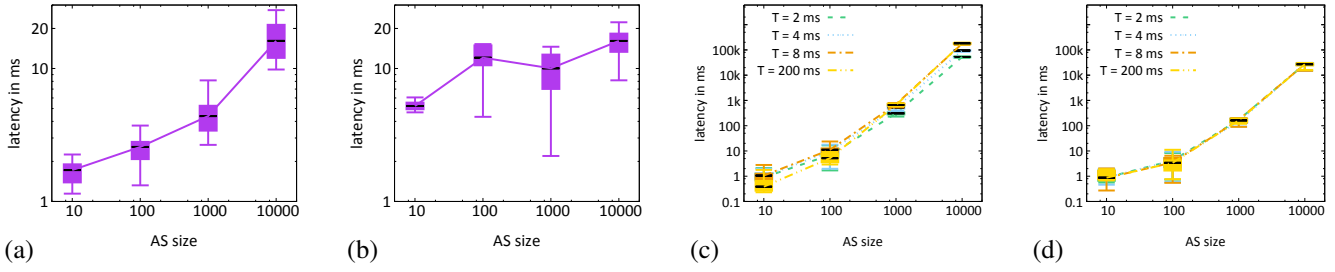 latency in ms
20
10
1
10 100 1000 10000
AS size
(a)
latency in ms
20
10
1
10 100 1000 10000
AS size
(b)
T = 2 ms
T = 4 ms
T = 8 ms
T = 200 ms
latency in ms
100k
10k
1k
100
10
1
0.1
10 100 1000 10000
AS size
(c)
T = 2 ms
T = 4 ms
T = 8 ms
T = 200 ms
latency in ms
100k
10k
1k
100
10
1
0.1
10 100 1000 10000
AS size
(d)